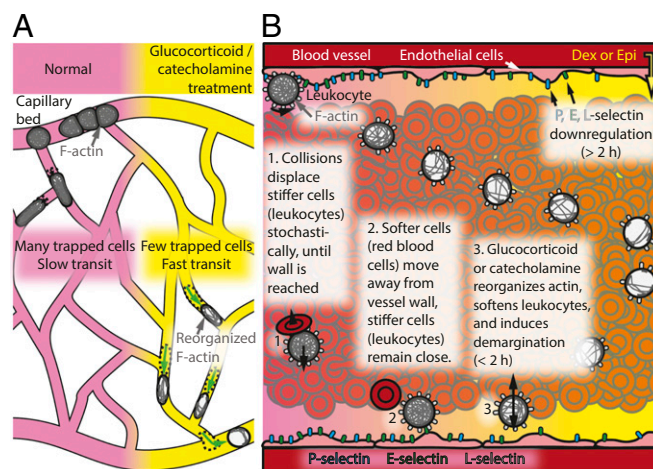 A
Normal
Glucocorticoid /
catecholamine
treatment
Capillary
bed
F-actin
Many trapped cells
Slow transit
Few trapped cells
Fast transit
Reorganized
F-actin
B
Blood vessel
Endothelial cells
Dex or Epi
Leukocyte
F-actin
P, E, L-selectin
downregulation
(> 2 h)
1. Collisions
displace
stiffer cells
(leukocytes)
stochasti-
cally, until
wall is
reached
2. Softer cells
(red blood
cells) move
away from
vessel wall,
stiffer cells
(leukocytes)
remain close.
3. Glucocorticoid
or catecholamine
reorganizes actin,
softens leukocytes,
and induces
demargination
(< 2 h)
1
2
3
P-selectin
E-selectin
L-selectin